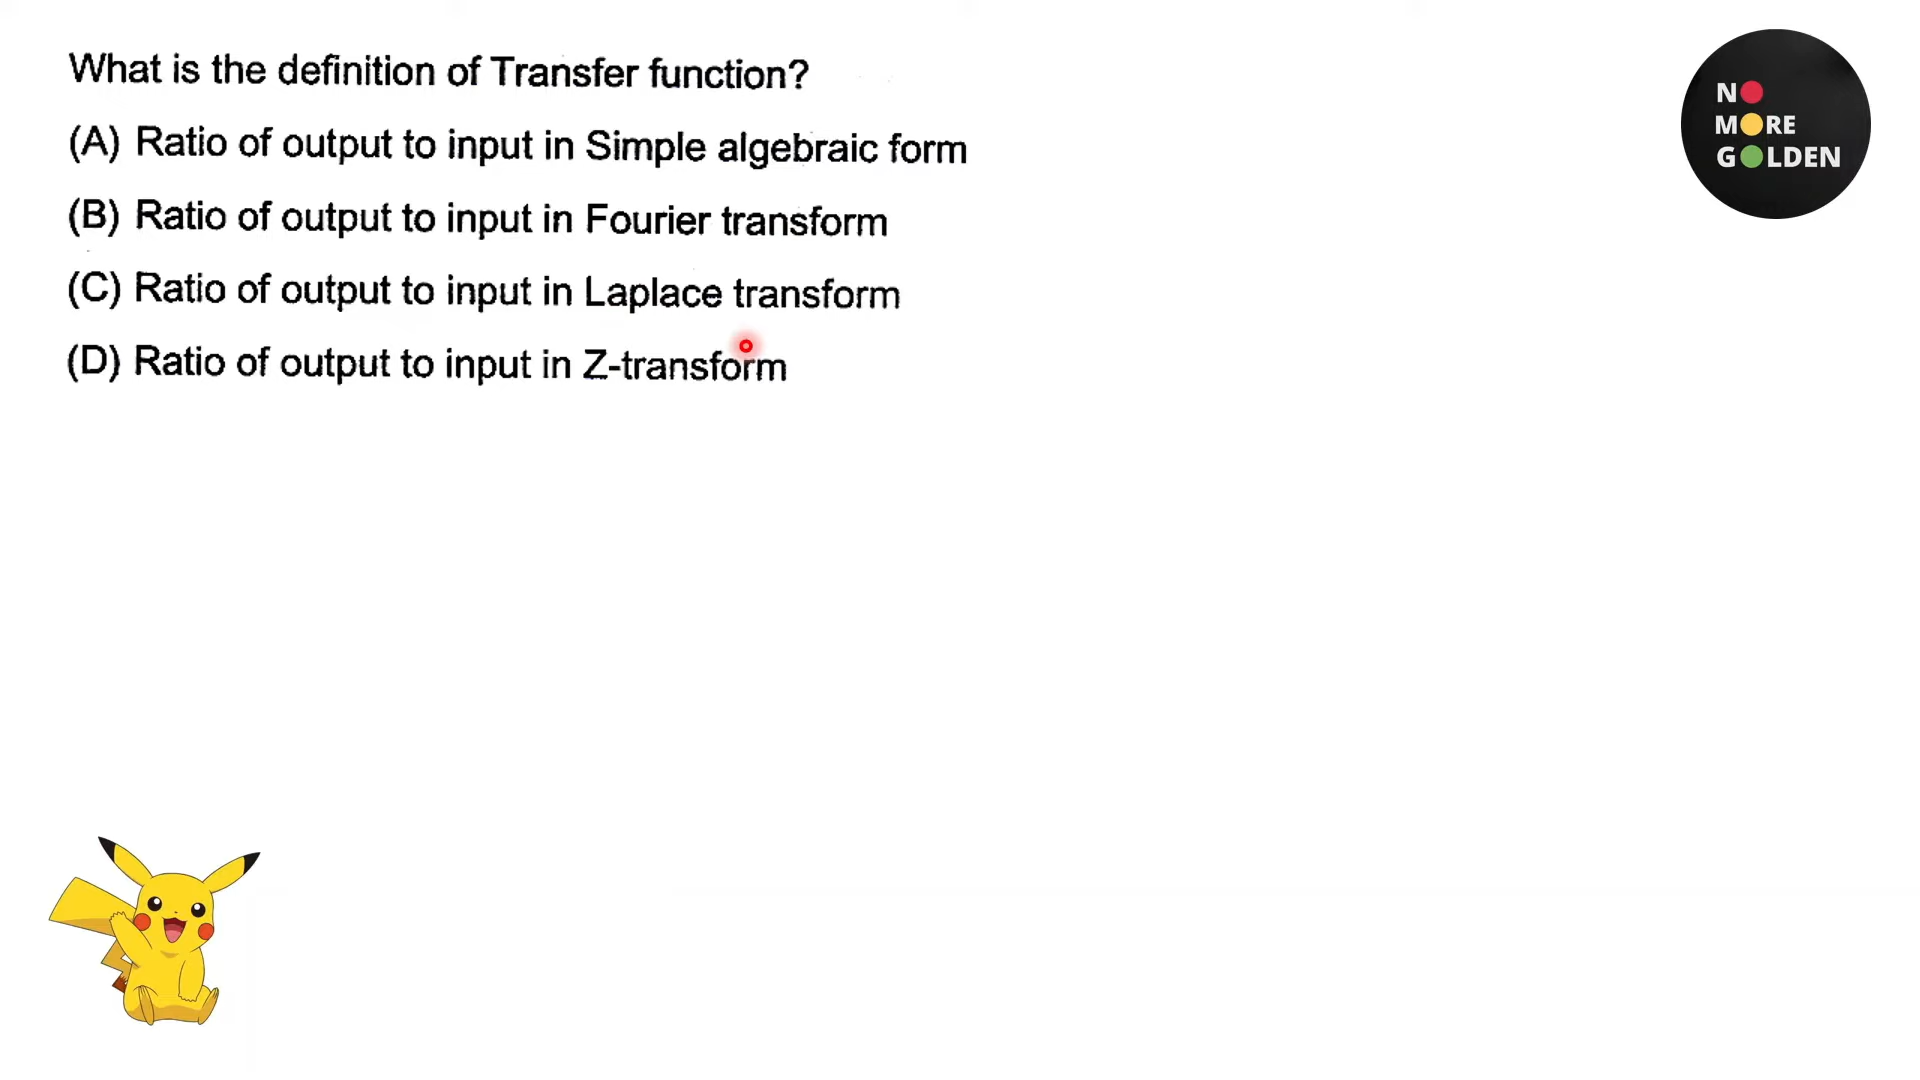 What is the definition of Transfer function?
(A) Ratio of output to input in Simple algebraic form
(B) Ratio of output to input in Fourier transform
(C) Ratio of output to input in Laplace transform
(D) Ratio of output to input in Z-transform
NO
MORE
GOLDEN